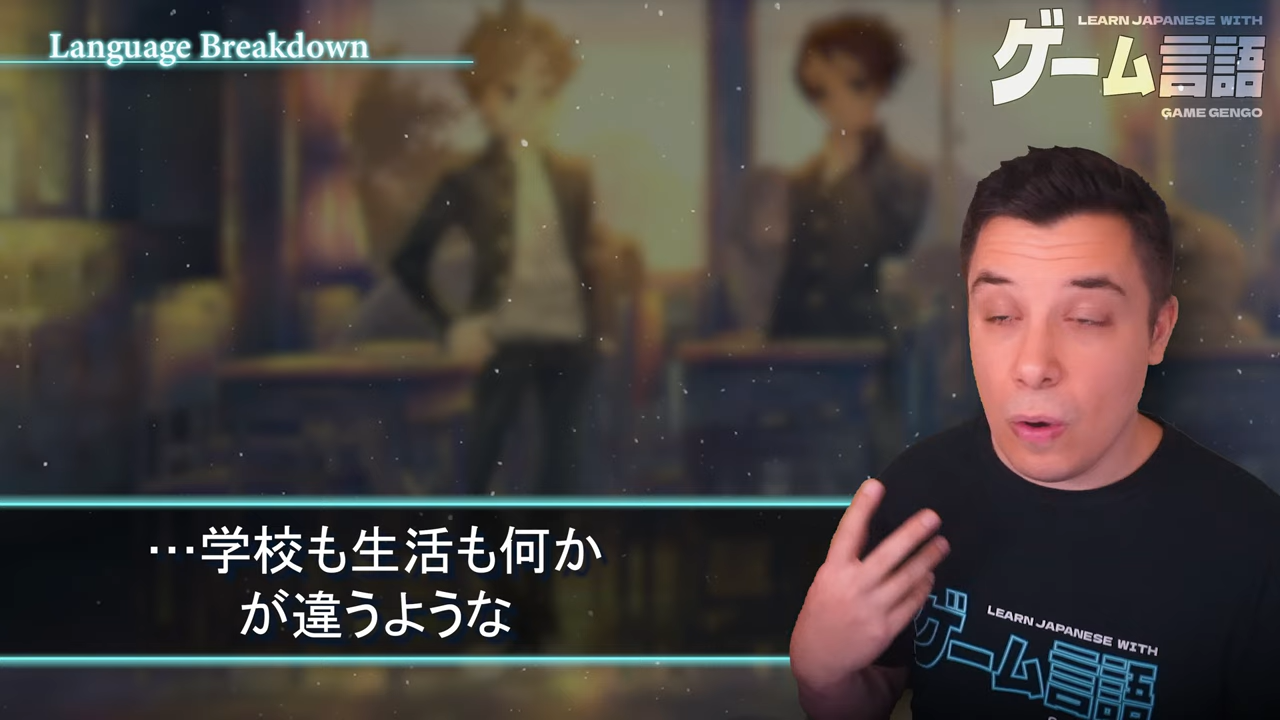 Language Breakdown
LEARN JAPANESE WITH
ゲーム言語
GAME GENGO
…学校も生活も何か
が違うような
LEARN JAPANESE WITH
ゲーム言語